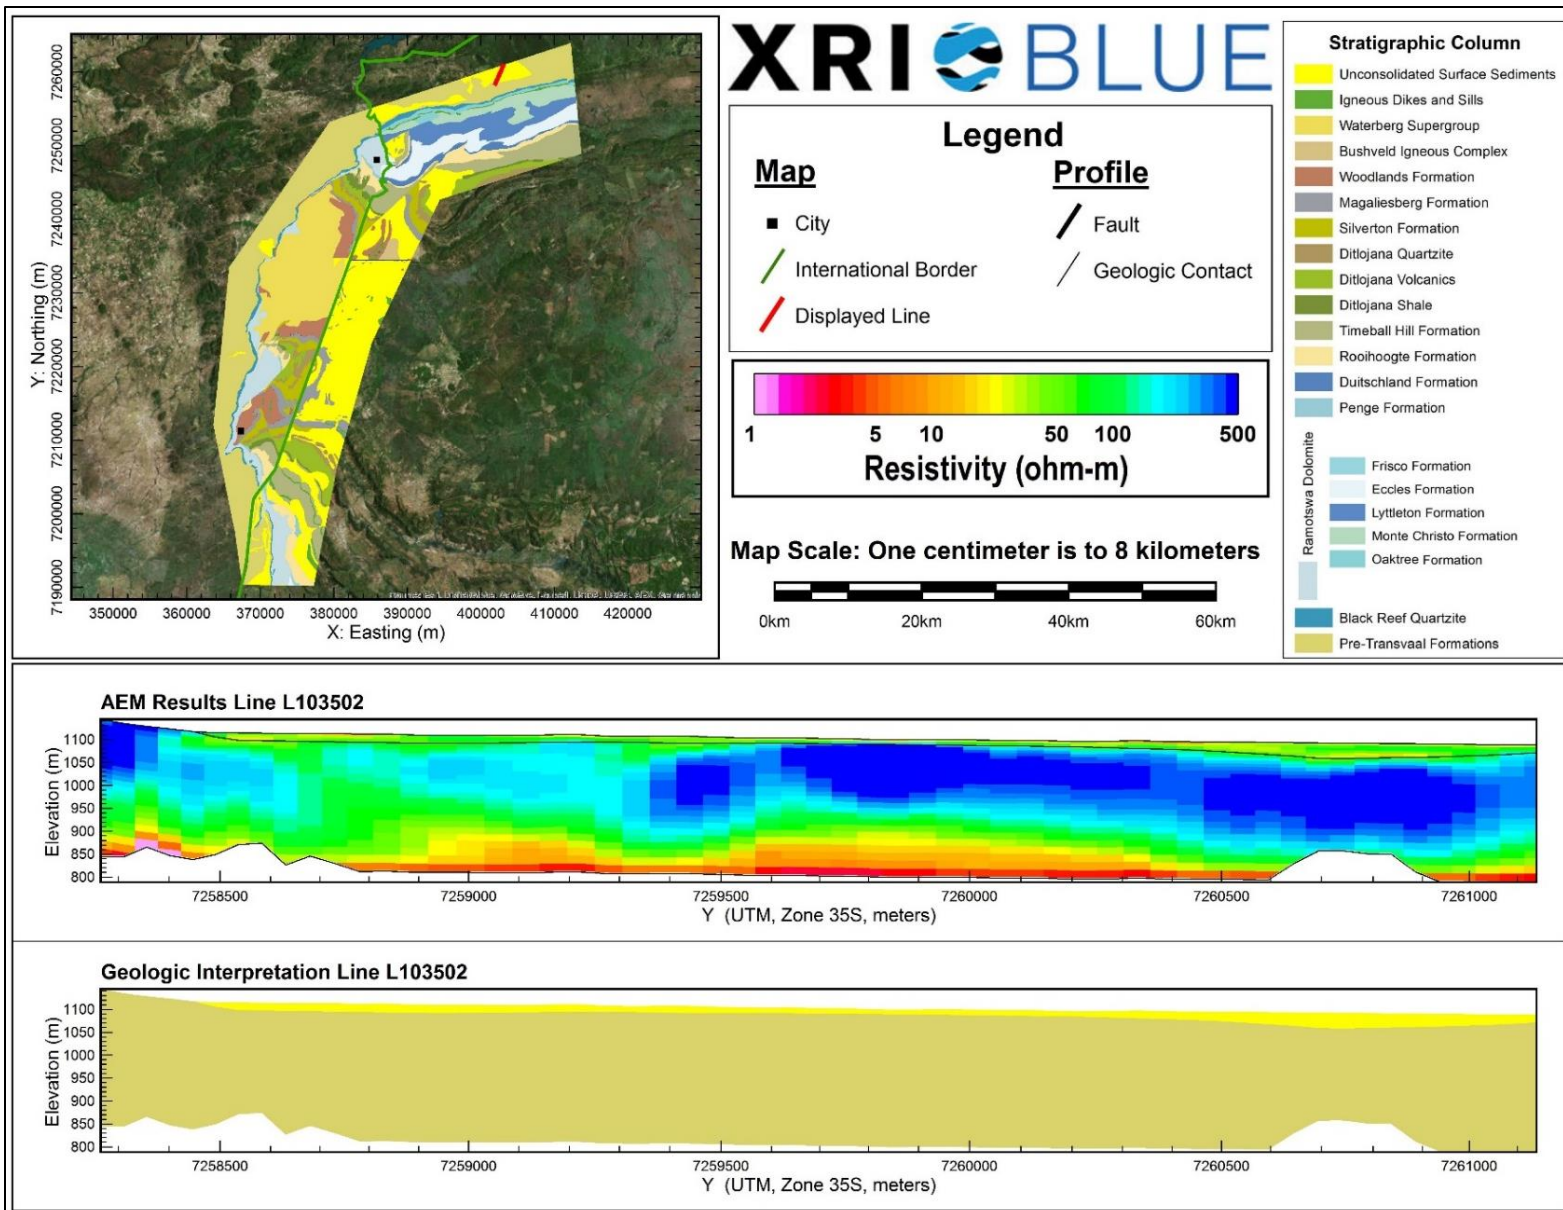 7260000
7250000
7240000
7230000
7220000
7210000
7200000
7190000
Y: Northing (m)
350000 360000 370000 380000 390000 400000 410000 420000
X: Easting (m)
XRI BLUE
Legend
Map
City
International Border
Displayed Line
Profile
Fault
Geologic Contact
1 5 10 50 100 500
Resistivity (ohm-m)
Map Scale: One centimeter is to 8 kilometers
0km 20km 40km 60km
Stratigraphic Column
Unconsolidated Surface Sediments
Igneous Dikes and Sills
Waterberg Supergroup
Bushveld Igneous Complex
Woodlands Formation
Magaliesberg Formation
Silverton Formation
Ditlojana Quartzite
Ditlojana Volcanics
Ditlojana Shale
Timeball Hill Formation
Rooihoogte Formation
Duitschland Formation
Penge Formation
Ramotswa Dolomite
Frisco Formation
Eccles Formation
Lyttleton Formation
Monte Christo Formation
Oaktree Formation
Black Reef Quartzite
Pre-Transvaal Formations
AEM Results Line L103502
Elevation (m)
1100
1050
1000
950
900
850
800
7258500 7259000 7259500 7260000 7260500 7261000
Y (UTM, Zone 35S, meters)
Geologic Interpretation Line L103502
Elevation (m)
1100
1050
1000
950
900
850
800
7258500 7259000 7259500 7260000 7260500 7261000
Y (UTM, Zone 35S, meters)